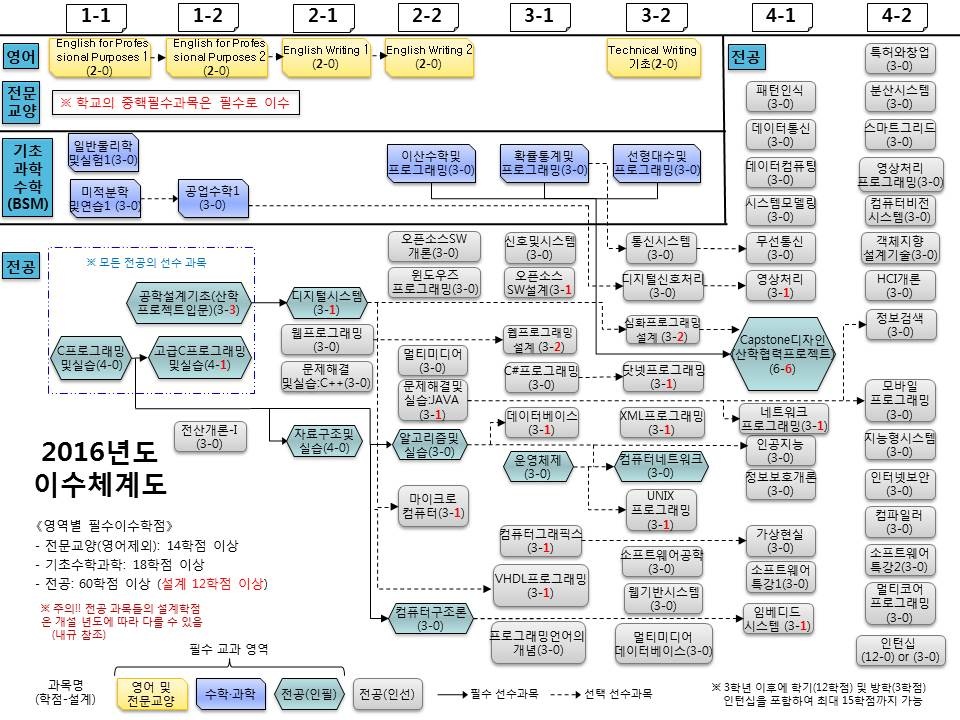 1-1
1-2
2-1
2-2
3-1
3-2
4-1
4-2
영어
English for Profes
sional Purposes 1
(2-0)
English for Profes
sional Purposes 2
(2-0)
English Writing 1
(2-0)
English Writing 2
(2-0)
Technical Writing
기초(2-0)
전공
특허와창업
(3-0)
전문
교양
※ 학교의 중핵필수과목은 필수로 이수
패턴인식
(3-0)
분산시스템
(3-0)
데이터통신
(3-0)
스마트그리드
(3-0)
기초
과학
수학
(BSM)
일반물리학
및실험1(3-0)
이산수학및
프로그래밍(3-0)
확률통계및
프로그래밍(3-0)
선형대수및
프로그래밍(3-0)
데이터컴퓨팅
(3-0)
영상처리
프로그래밍(3-0)
미적분학
및연습1 (3-0)
공업수학1
(3-0)
시스템모델링
(3-0)
컴퓨터비전
시스템(3-0)
전공
※ 모든 전공의 선수 과목
오픈소스SW
개론(3-0)
신호및시스템
(3-0)
통신시스템
(3-0)
무선통신
(3-0)
객체지향
설계기술(3-0)
윈도우즈
프로그래밍(3-0)
오픈소스
SW설계(3-1
디지털신호처리
(3-0)
영상처리
(3-1)
HCI개론
(3-0)
공학설계기초(산학
프로젝트입문)(3-3)
디지털시스템
(3-1)
웹프로그래밍
(3-0)
웹프로그래밍
설계 (3-2)
심화프로그래밍
설계 (3-2)
Capstone디자인
(산학협력프로젝트)
(6-6)
정보검색
(3-0)
C프로그래밍
및실습(4-0)
고급C프로그래밍
및실습(4-1)
문제해결
및실습:C++(3-0)
멀티미디어
(3-0)
C#프로그래밍
(3-0)
닷넷프로그래밍
(3-1)
문제해결및
실습:JAVA
(3-1)
모바일
프로그래밍
(3-0)
데이터베이스
(3-1)
XML프로그래밍
(3-1)
네트워크
프로그래밍(3-1)
전산개론-I
(3-0)
자료구조및
실습(4-0)
알고리즘및
실습(3-0)
인공지능
(3-0)
지능형시스템
(3-0)
운영체제
(3-0)
컴퓨터네트워크
(3-0)
정보보호개론
(3-0)
인터넷보안
(3-0)
2016년도
이수체계도
마이크로
컴퓨터(3-1)
UNIX
프로그래밍
(3-1)
컴파일러
(3-0)
《영역별 필수이수학점》
- 전문교양(영어제외): 14학점 이상
- 기초수학과학: 18학점 이상
- 전공: 60학점 이상 (설계 12학점 이상)
컴퓨터그래픽스
(3-1)
가상현실
(3-0)
소프트웨어공학
(3-0)
소프트웨어
특강1(3-0)
소프트웨어
특강2(3-0)
VHDL프로그래밍
(3-1)
웹기반시스템
(3-0)
멀티코어
프로그래밍
(3-0)
※ 주의!! 전공 과목들의 설계학점
은 개설 년도에 따라 다를 수 있음
(내규 참조)
컴퓨터구조론
(3-0)
임베디드
시스템 (3-1)
프로그래밍언어의
개념(3-0)
멀티미디어
데이터베이스(3-0)
인턴십
(12-0) or (3-0)
필수 교과 영역
과목명
(학점-설계)
영어 및
전문교양
수학·과학
전공(인필)
전공(인선)
필수 선수과목
선택 선수과목
※ 3학년 이후에 학기(12학점) 및 방학(3학점)
인턴십을 포함하여 최대 15학점까지 가능